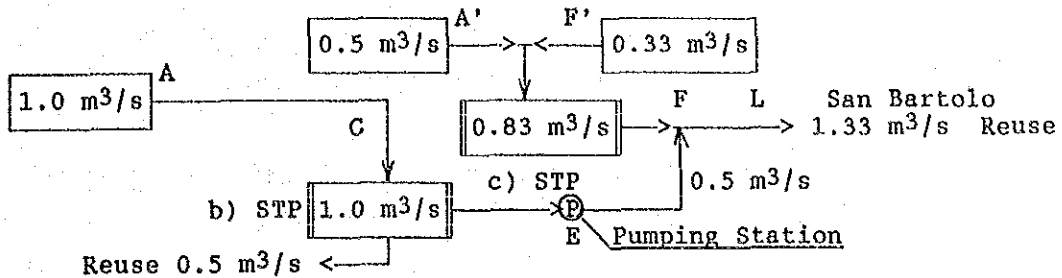 A' F'
0.5 m³/s 0.33 m³/s
A
1.0 m³/s
F L San Bartolo
0.83 m³/s 1.33 m³/s Reuse
C
c) STP 0.5 m³/s
b) STP 1.0 m³/s P
E Pumping Station
Reuse 0.5 m³/s